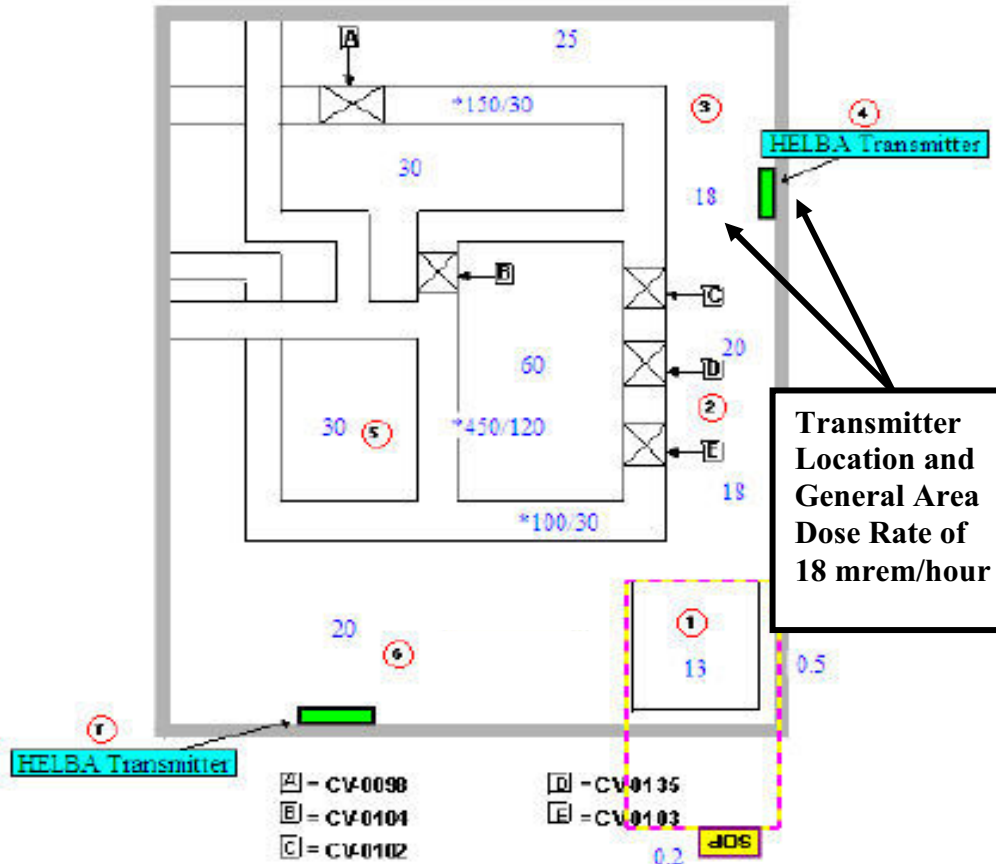 A
25
*150/30
3
4
HELBA Transmitter
30
18
B
C
20
60
D
2
30
5
*450/120
E
18
*100/30
Transmitter
Location and
General Area
Dose Rate of
18 mrem/hour
1
20
6
13
0.5
HELBA Transmitter
A = CV-0098
B = CV-0104
C = CV-0102
D = CV-0135
E = CV-0103
0.2
SOP